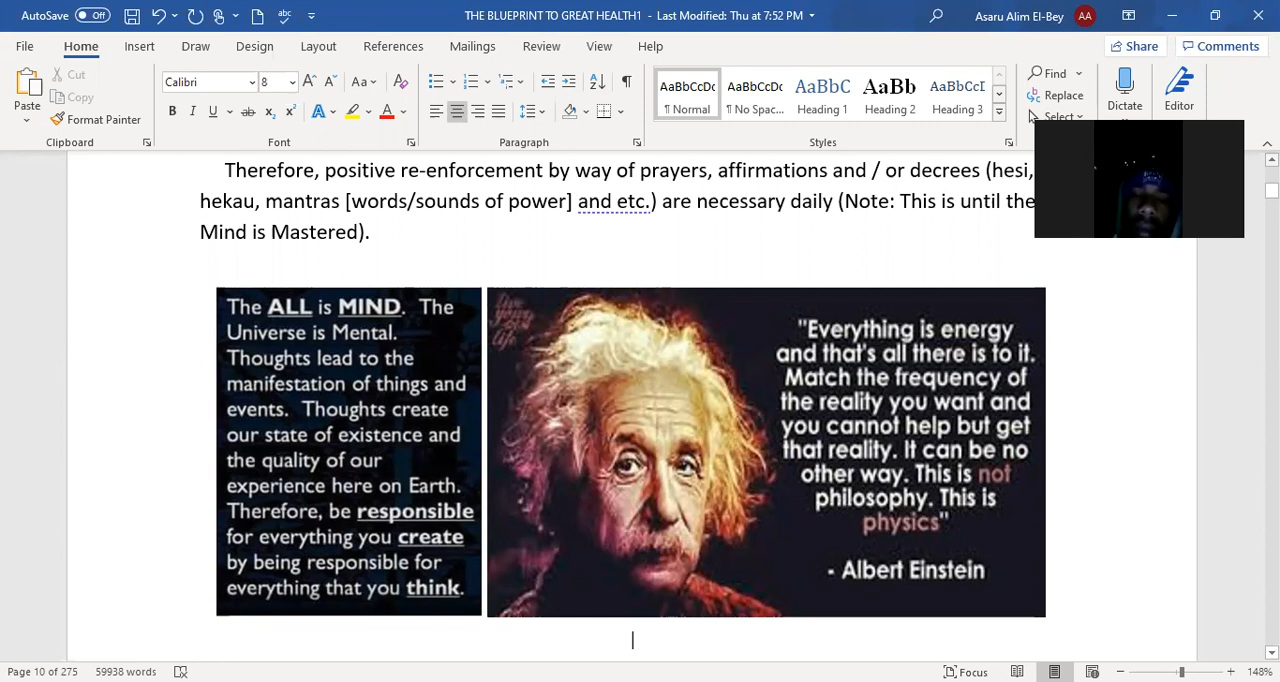 AutoSave Off THE BLUEPRINT TO GREAT HEALTH1 - Last Modified: Thu at 7:52 PM Asaru Alim El-Bey AA
File Home Insert Draw Design Layout References Mailings Review View Help Share Comments
Paste Cut Copy Format Painter
Calibri 8
AaBbCcDc ¶ Normal
AaBbCcDc ¶ No Spac...
AaBbC Heading 1
AaBb Heading 2
AaBbCcI Heading 3
Find Replace Select
Dictate Editor
Clipboard Font Paragraph Styles
Therefore, positive re-enforcement by way of prayers, affirmations and / or decrees (hesi,
hekau, mantras [words/sounds of power] and etc.) are necessary daily (Note: This is until the
Mind is Mastered).
The ALL is MIND. The
Universe is Mental.
Thoughts lead to the
manifestation of things and
events. Thoughts create
our state of existence and
the quality of our
experience here on Earth.
Therefore, be responsible
for everything you create
by being responsible for
everything that you think.
"Everything is energy
and that's all there is to it.
Match the frequency of
the reality you want and
you cannot help but get
that reality. It can be no
other way. This is not
philosophy. This is
physics"
- Albert Einstein
Page 10 of 275 59938 words Focus 148%